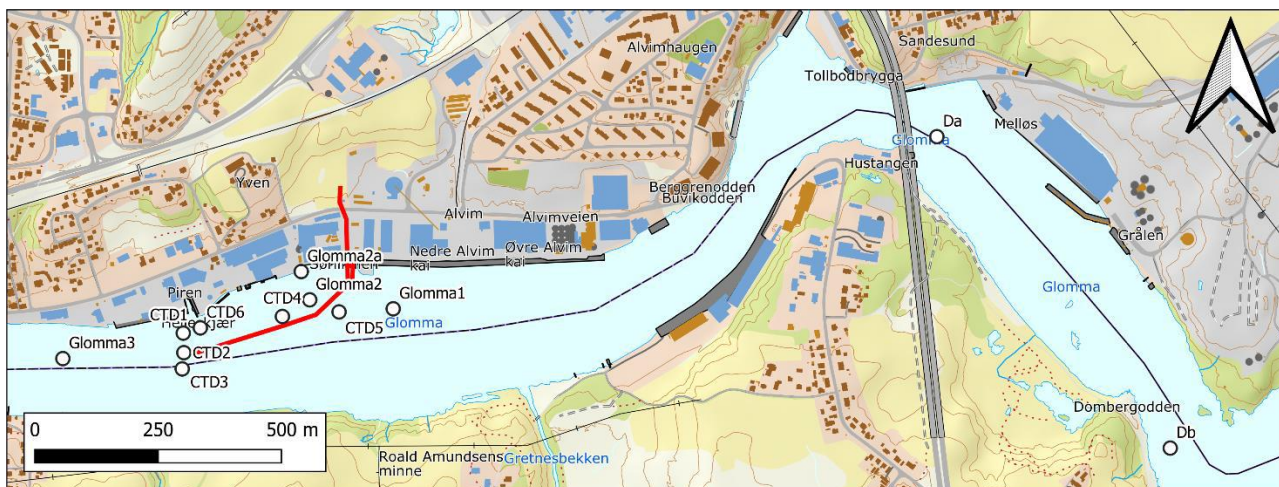 Sandesund
Alvimhaugen
Tollbodbrygga
Da
Glomma
Melløs
Hustangen
Yven
Berggrenodden
Buvikodden
Alvim
Alvimveien
Nedre Alvim
kai
Øvre Alvim
kai
Grålen
Glomma2a
Glomma2
Piren
CTD4
Glomma1
CTD1
CTD6
CTD5
Glomma
Glomma
Glomma3
CTD2
CTD3
0
250
500 m
Dombergodden
Db
Roald Amundsens
minne
Gretnesbekken